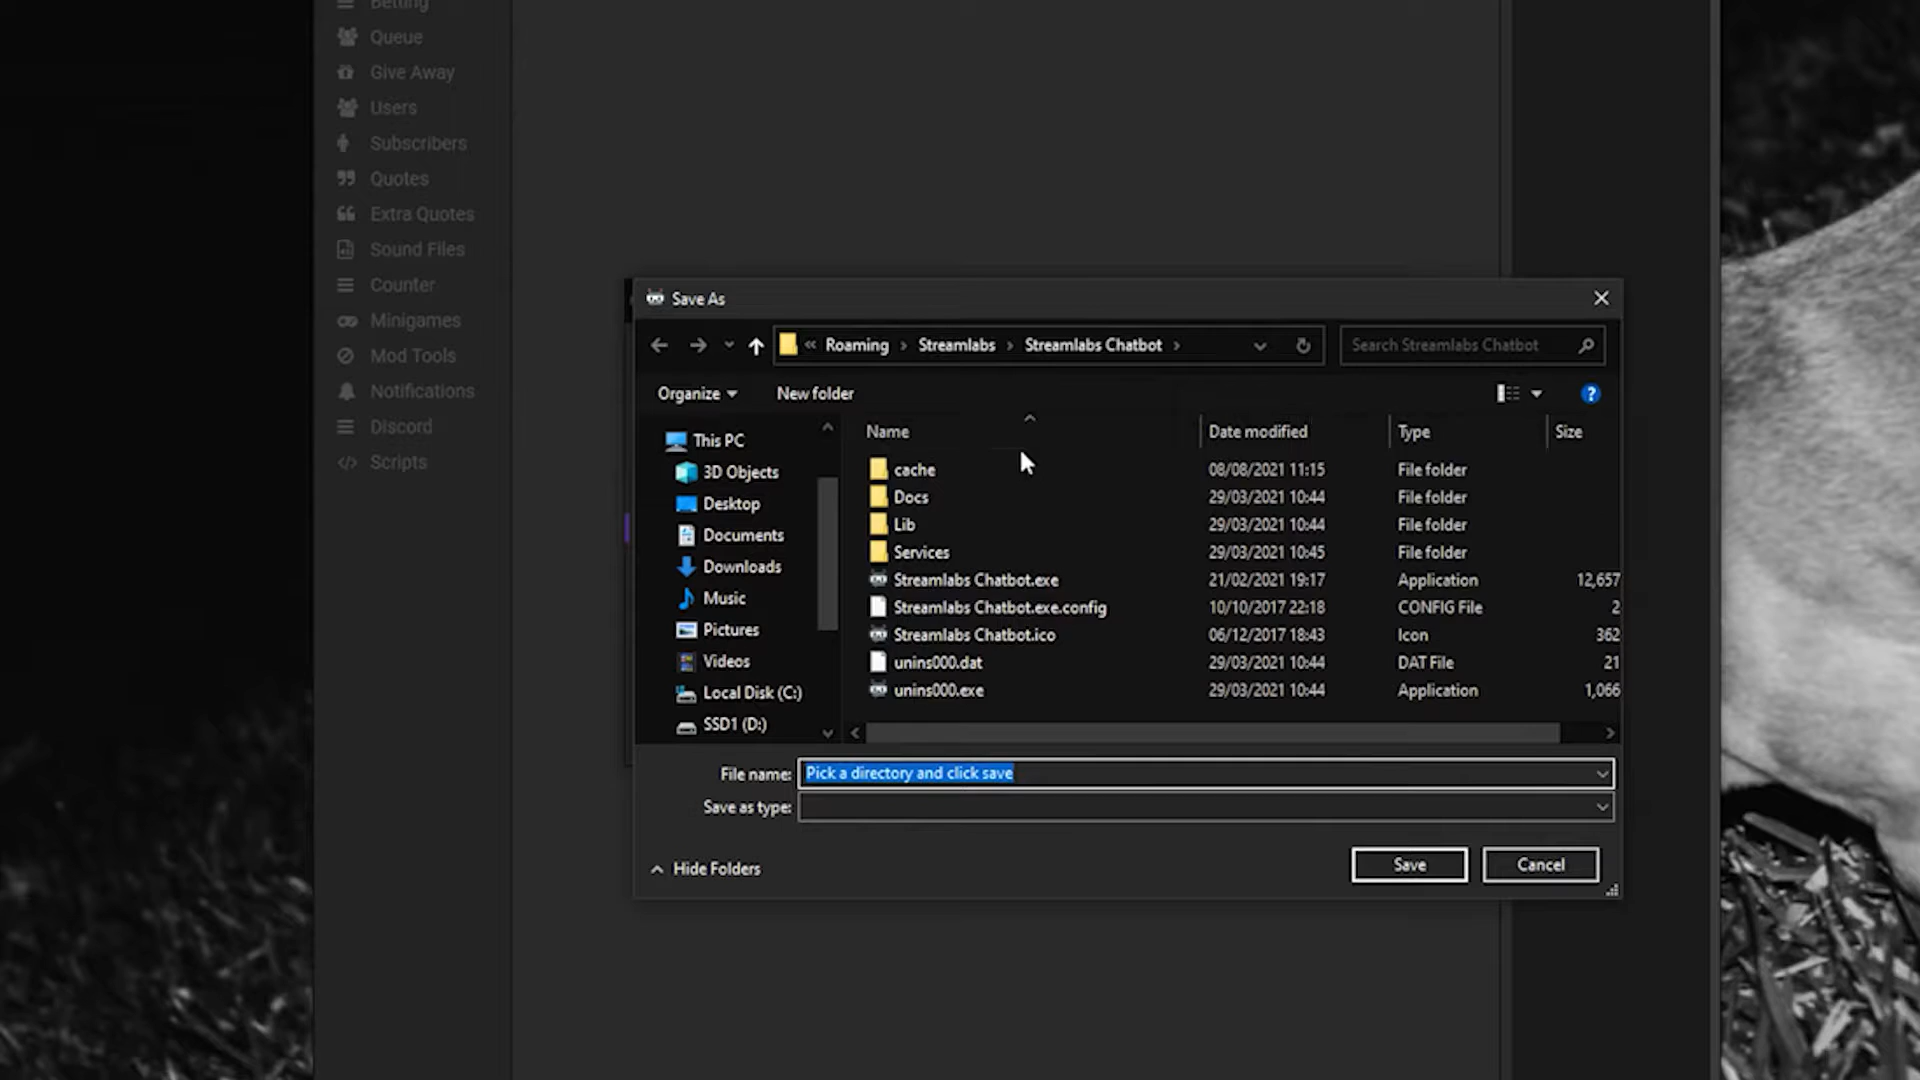 Betting
Queue
Give Away
Users
Subscribers
Quotes
Extra Quotes
Sound Files
Counter
Minigames
Mod Tools
Notifications
Discord
Scripts
Save As
« Roaming › Streamlabs › Streamlabs Chatbot ›
Search Streamlabs Chatbot
Organize
New folder
This PC
3D Objects
Desktop
Documents
Downloads
Music
Pictures
Videos
Local Disk (C:)
SSD1 (D:)
Name Date modified Type Size
cache 08/08/2021 11:15 File folder
Docs 29/03/2021 10:44 File folder
Lib 29/03/2021 10:44 File folder
Services 29/03/2021 10:45 File folder
Streamlabs Chatbot.exe 21/02/2021 19:17 Application 12,657
Streamlabs Chatbot.exe.config 10/10/2017 22:18 CONFIG File 2
Streamlabs Chatbot.ico 06/12/2017 18:43 Icon 362
unins000.dat 29/03/2021 10:44 DAT File 21
unins000.exe 29/03/2021 10:44 Application 1,066
File name: Pick a directory and click save
Save as type:
Hide Folders
Save
Cancel